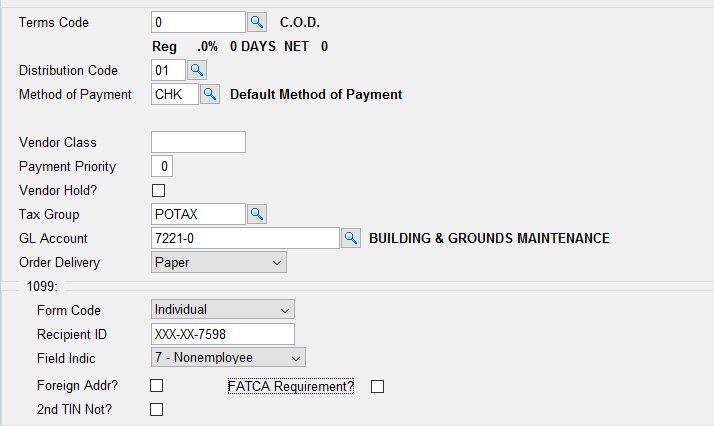 Terms Code 0 C.O.D.
Reg .0% 0 DAYS NET 0
Distribution Code 01
Method of Payment CHK Default Method of Payment
Vendor Class
Payment Priority 0
Vendor Hold?
Tax Group POTAX
GL Account 7221-0 BUILDING & GROUNDS MAINTENANCE
Order Delivery Paper
1099:
Form Code Individual
Recipient ID XXX-XX-7598
Field Indic 7 - Nonemployee
Foreign Addr? FATCA Requirement?
2nd TIN Not?